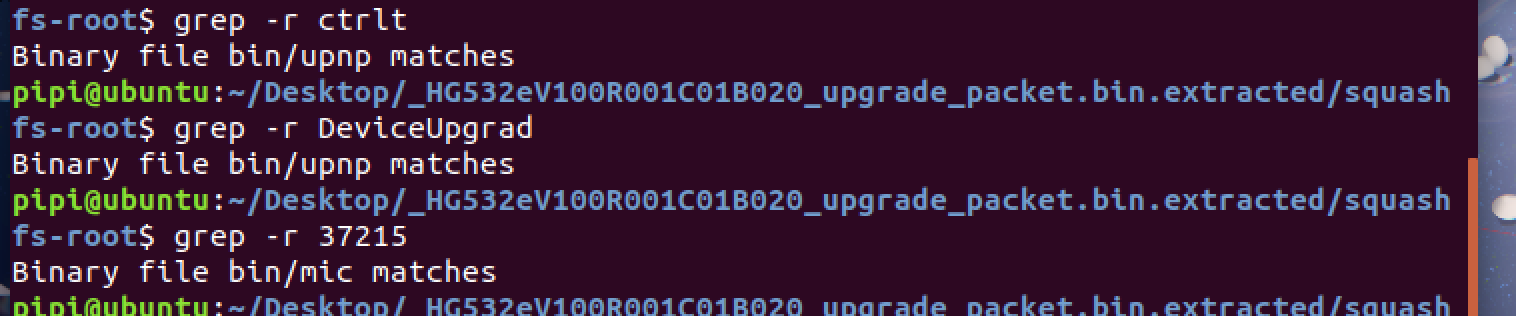 fs-root$ grep -r ctrlt
Binary file bin/upnp matches
pipi@ubuntu:~/Desktop/_HG532eV100R001C01B020_upgrade_packet.bin.extracted/squash
fs-root$ grep -r DeviceUpgrad
Binary file bin/upnp matches
pipi@ubuntu:~/Desktop/_HG532eV100R001C01B020_upgrade_packet.bin.extracted/squash
fs-root$ grep -r 37215
Binary file bin/mic matches
pipi@ubuntu:~/Desktop/_HG532eV100R001C01B020_upgrade_packet.bin.extracted/squash